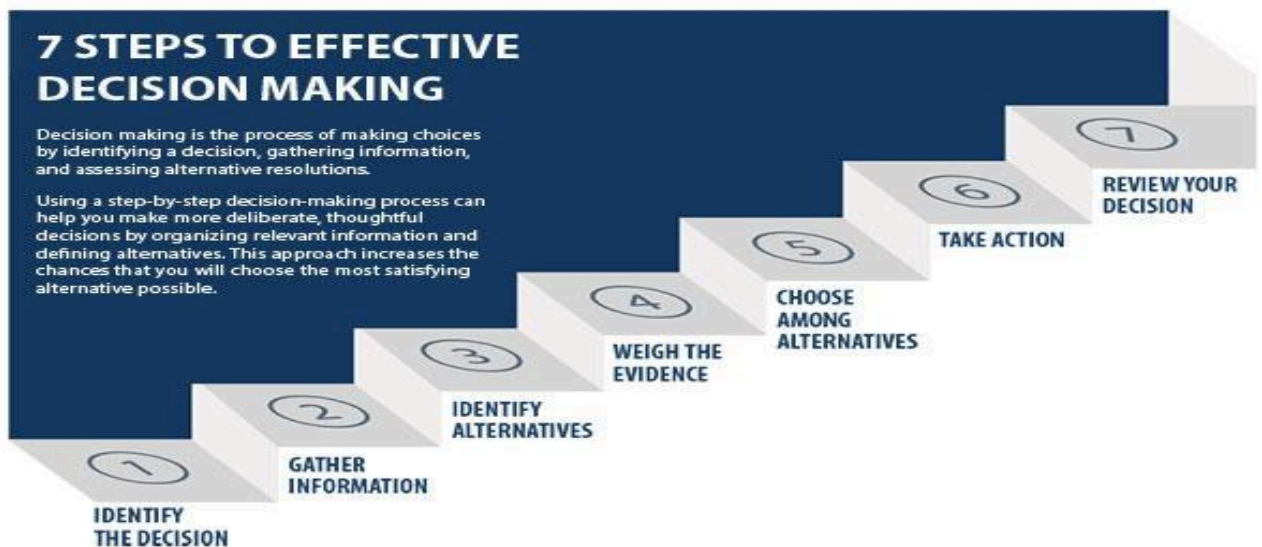 7 STEPS TO EFFECTIVE
DECISION MAKING
Decision making is the process of making choices
by identifying a decision, gathering information,
and assessing alternative resolutions.
Using a step-by-step decision-making process can
help you make more deliberate, thoughtful
decisions by organizing relevant information and
defining alternatives. This approach increases the
chances that you will choose the most satisfying
alternative possible.
1
IDENTIFY
THE DECISION
2
GATHER
INFORMATION
3
IDENTIFY
ALTERNATIVES
4
WEIGH THE
EVIDENCE
5
CHOOSE
AMONG
ALTERNATIVES
6
TAKE ACTION
7
REVIEW YOUR
DECISION